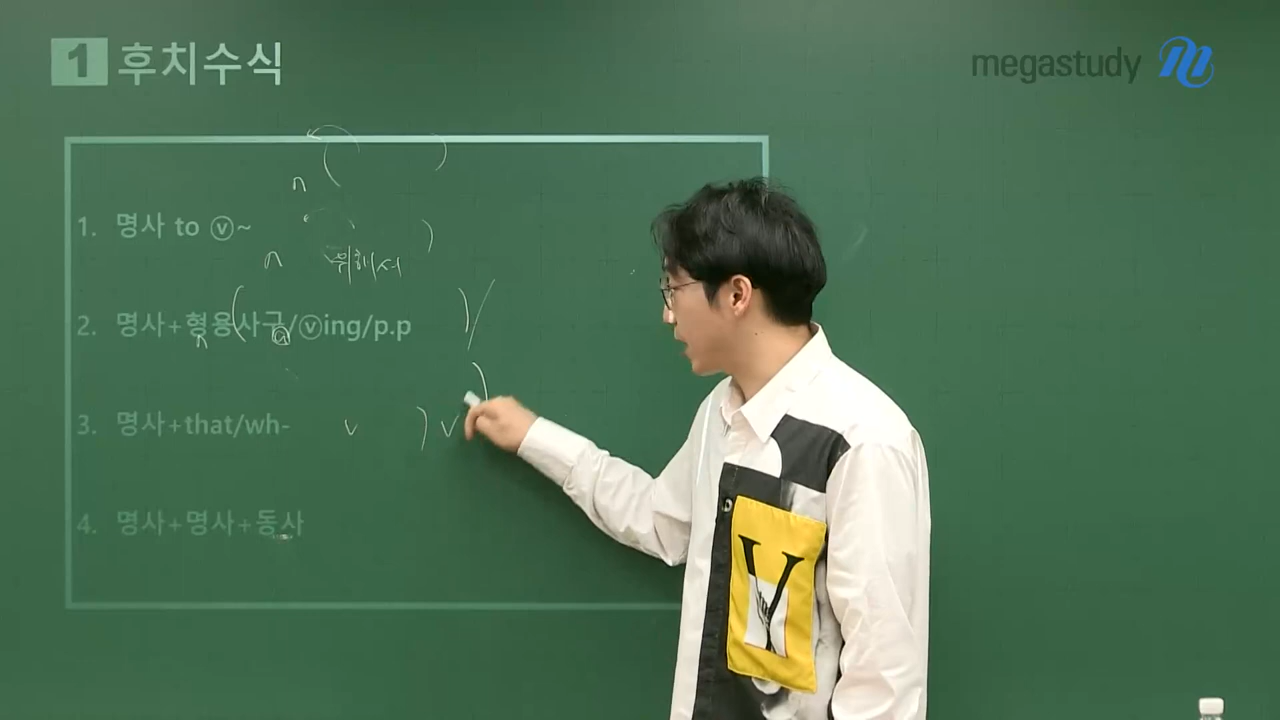 1 후치수식
megastudy
n
1. 명사 to ⓥ~
n 위해서
2. 명사+형용사구/ⓥing/p.p
n ⓐ
3. 명사+that/wh- v v
4. 명사+명사+동사